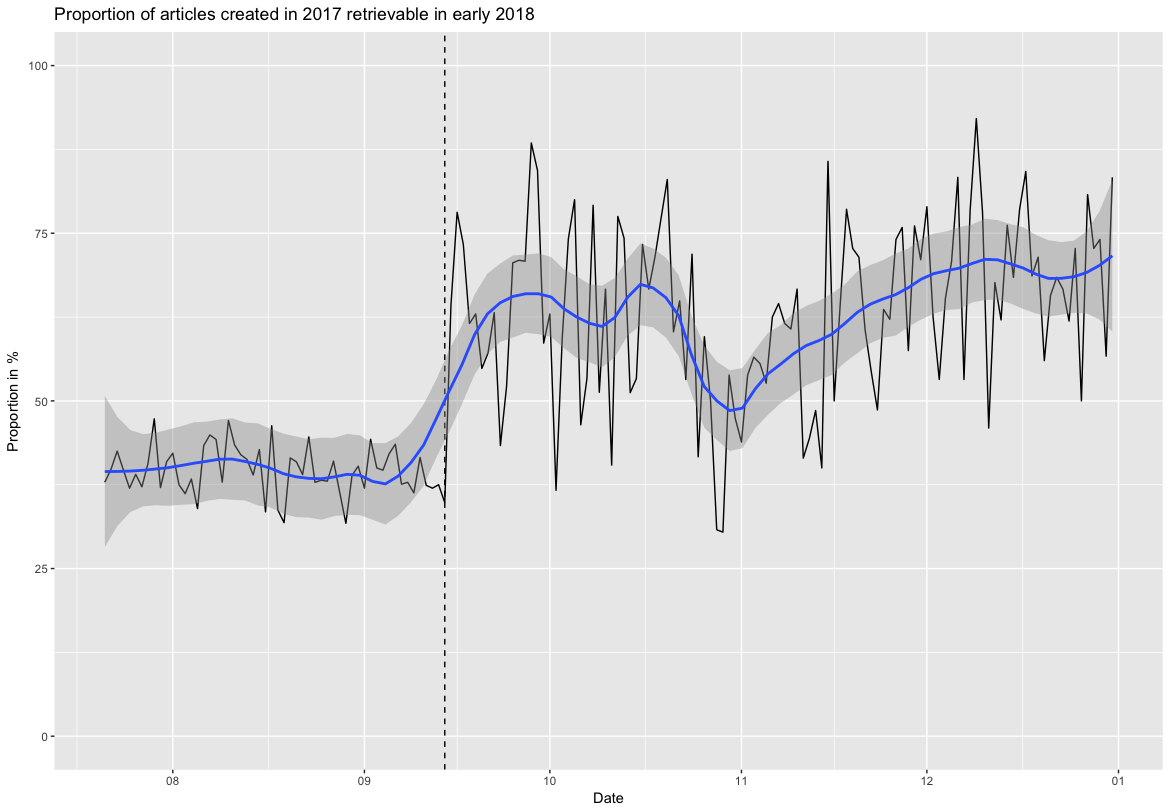 Proportion of articles created in 2017 retrievable in early 2018
Proportion in %
100
75
50
25
0
08 09 10 11 12 01
Date